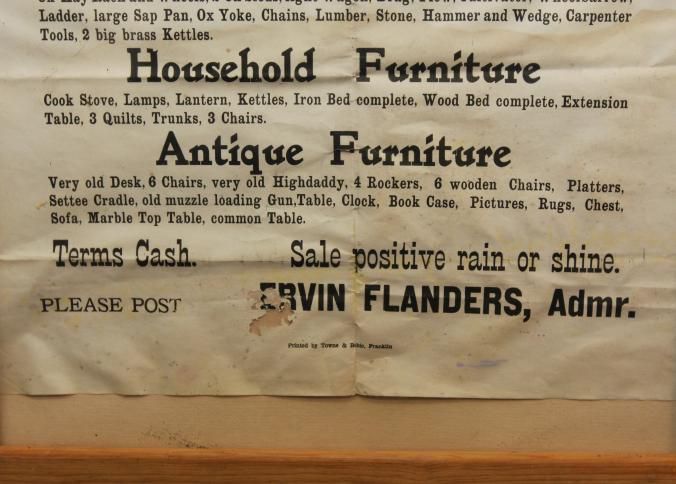 Ladder, large Sap Pan, Ox Yoke, Chains, Lumber, Stone, Hammer and Wedge, Carpenter
Tools, 2 big brass Kettles.
Household Furniture
Cook Stove, Lamps, Lantern, Kettles, Iron Bed complete, Wood Bed complete, Extension
Table, 3 Quilts, Trunks, 3 Chairs.
Antique Furniture
Very old Desk, 6 Chairs, very old Highdaddy, 4 Rockers, 6 wooden Chairs, Platters,
Settee Cradle, old muzzle loading Gun, Table, Clock, Book Case, Pictures, Rugs, Chest,
Sofa, Marble Top Table, common Table.
Terms Cash. Sale positive rain or shine.
PLEASE POST ERVIN FLANDERS, Admr.
Printed by Towne & Franklin